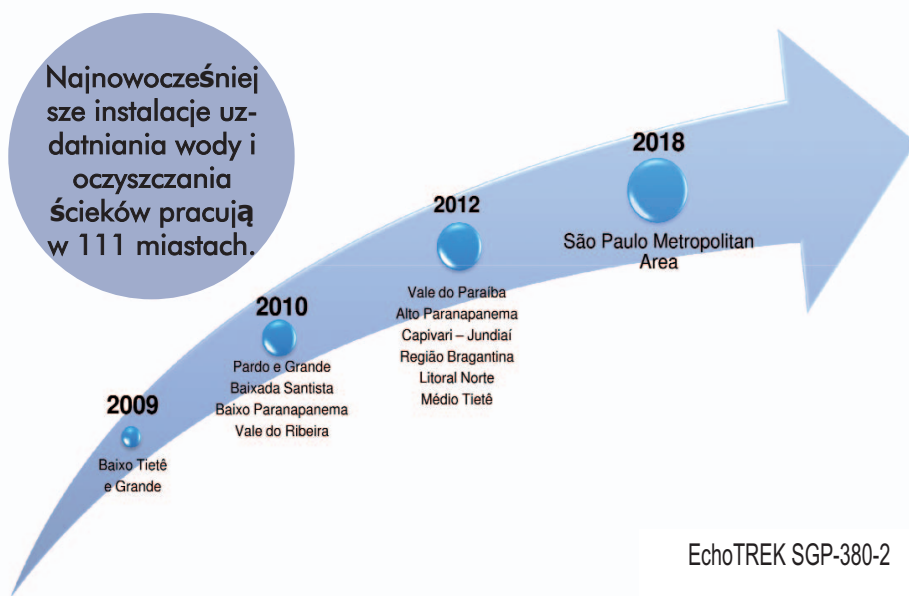 Najnowocześniej
sze instalacje uz-
datniania wody i
oczyszczania
ścieków pracują
w 111 miastach.
2009
Baixo Tietê
e Grande
2010
Pardo e Grande
Baixada Santista
Baixo Paranapanema
Vale do Ribeira
2012
Vale do Paraíba
Alto Paranapanema
Capivari – Jundiaí
Região Bragantina
Litoral Norte
Médio Tietê
2018
São Paulo Metropolitan
Area
EchoTREK SGP-380-2